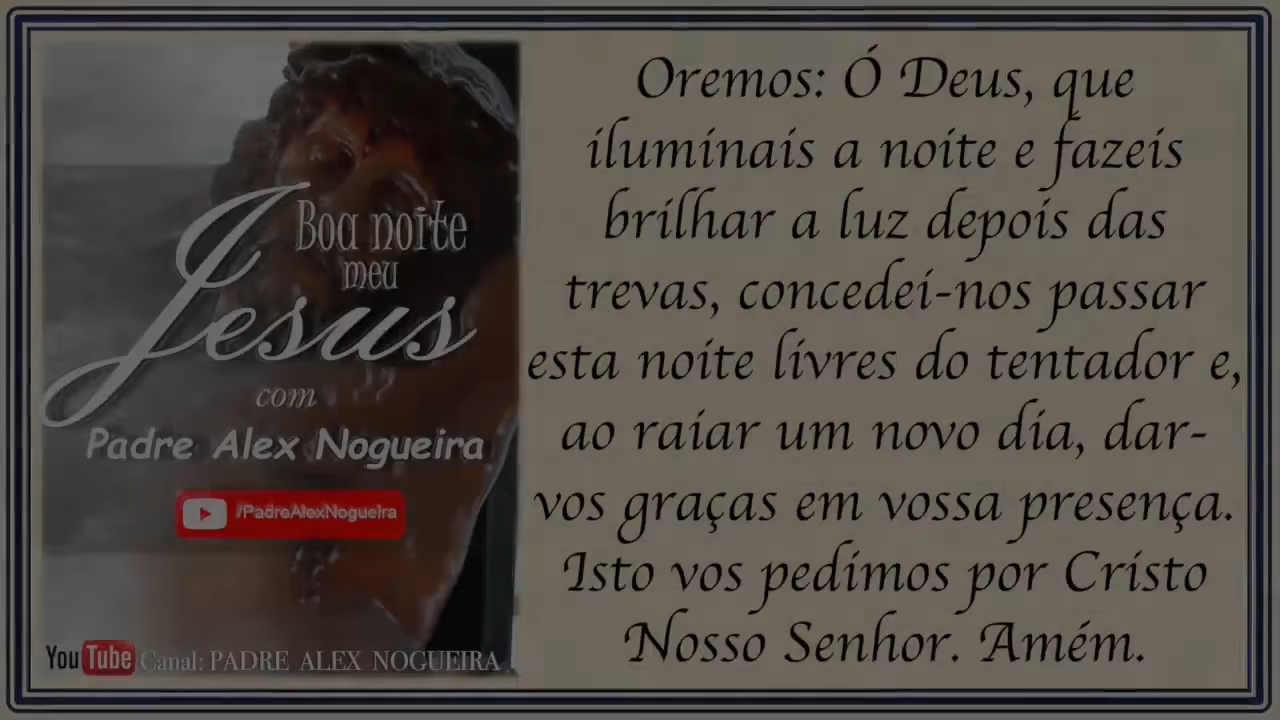 Boa noite
meu
Jesus
com
Padre Alex Nogueira
/PadreAlexNogueira
YouTube Canal: PADRE ALEX NOGUEIRA
Oremos: Ó Deus, que
iluminais a noite e fazeis
brilhar a luz depois das
trevas, concedei-nos passar
esta noite livres do tentador e,
ao raiar um novo dia, dar-
vos graças em vossa presença.
Isto vos pedimos por Cristo
Nosso Senhor. Amém.